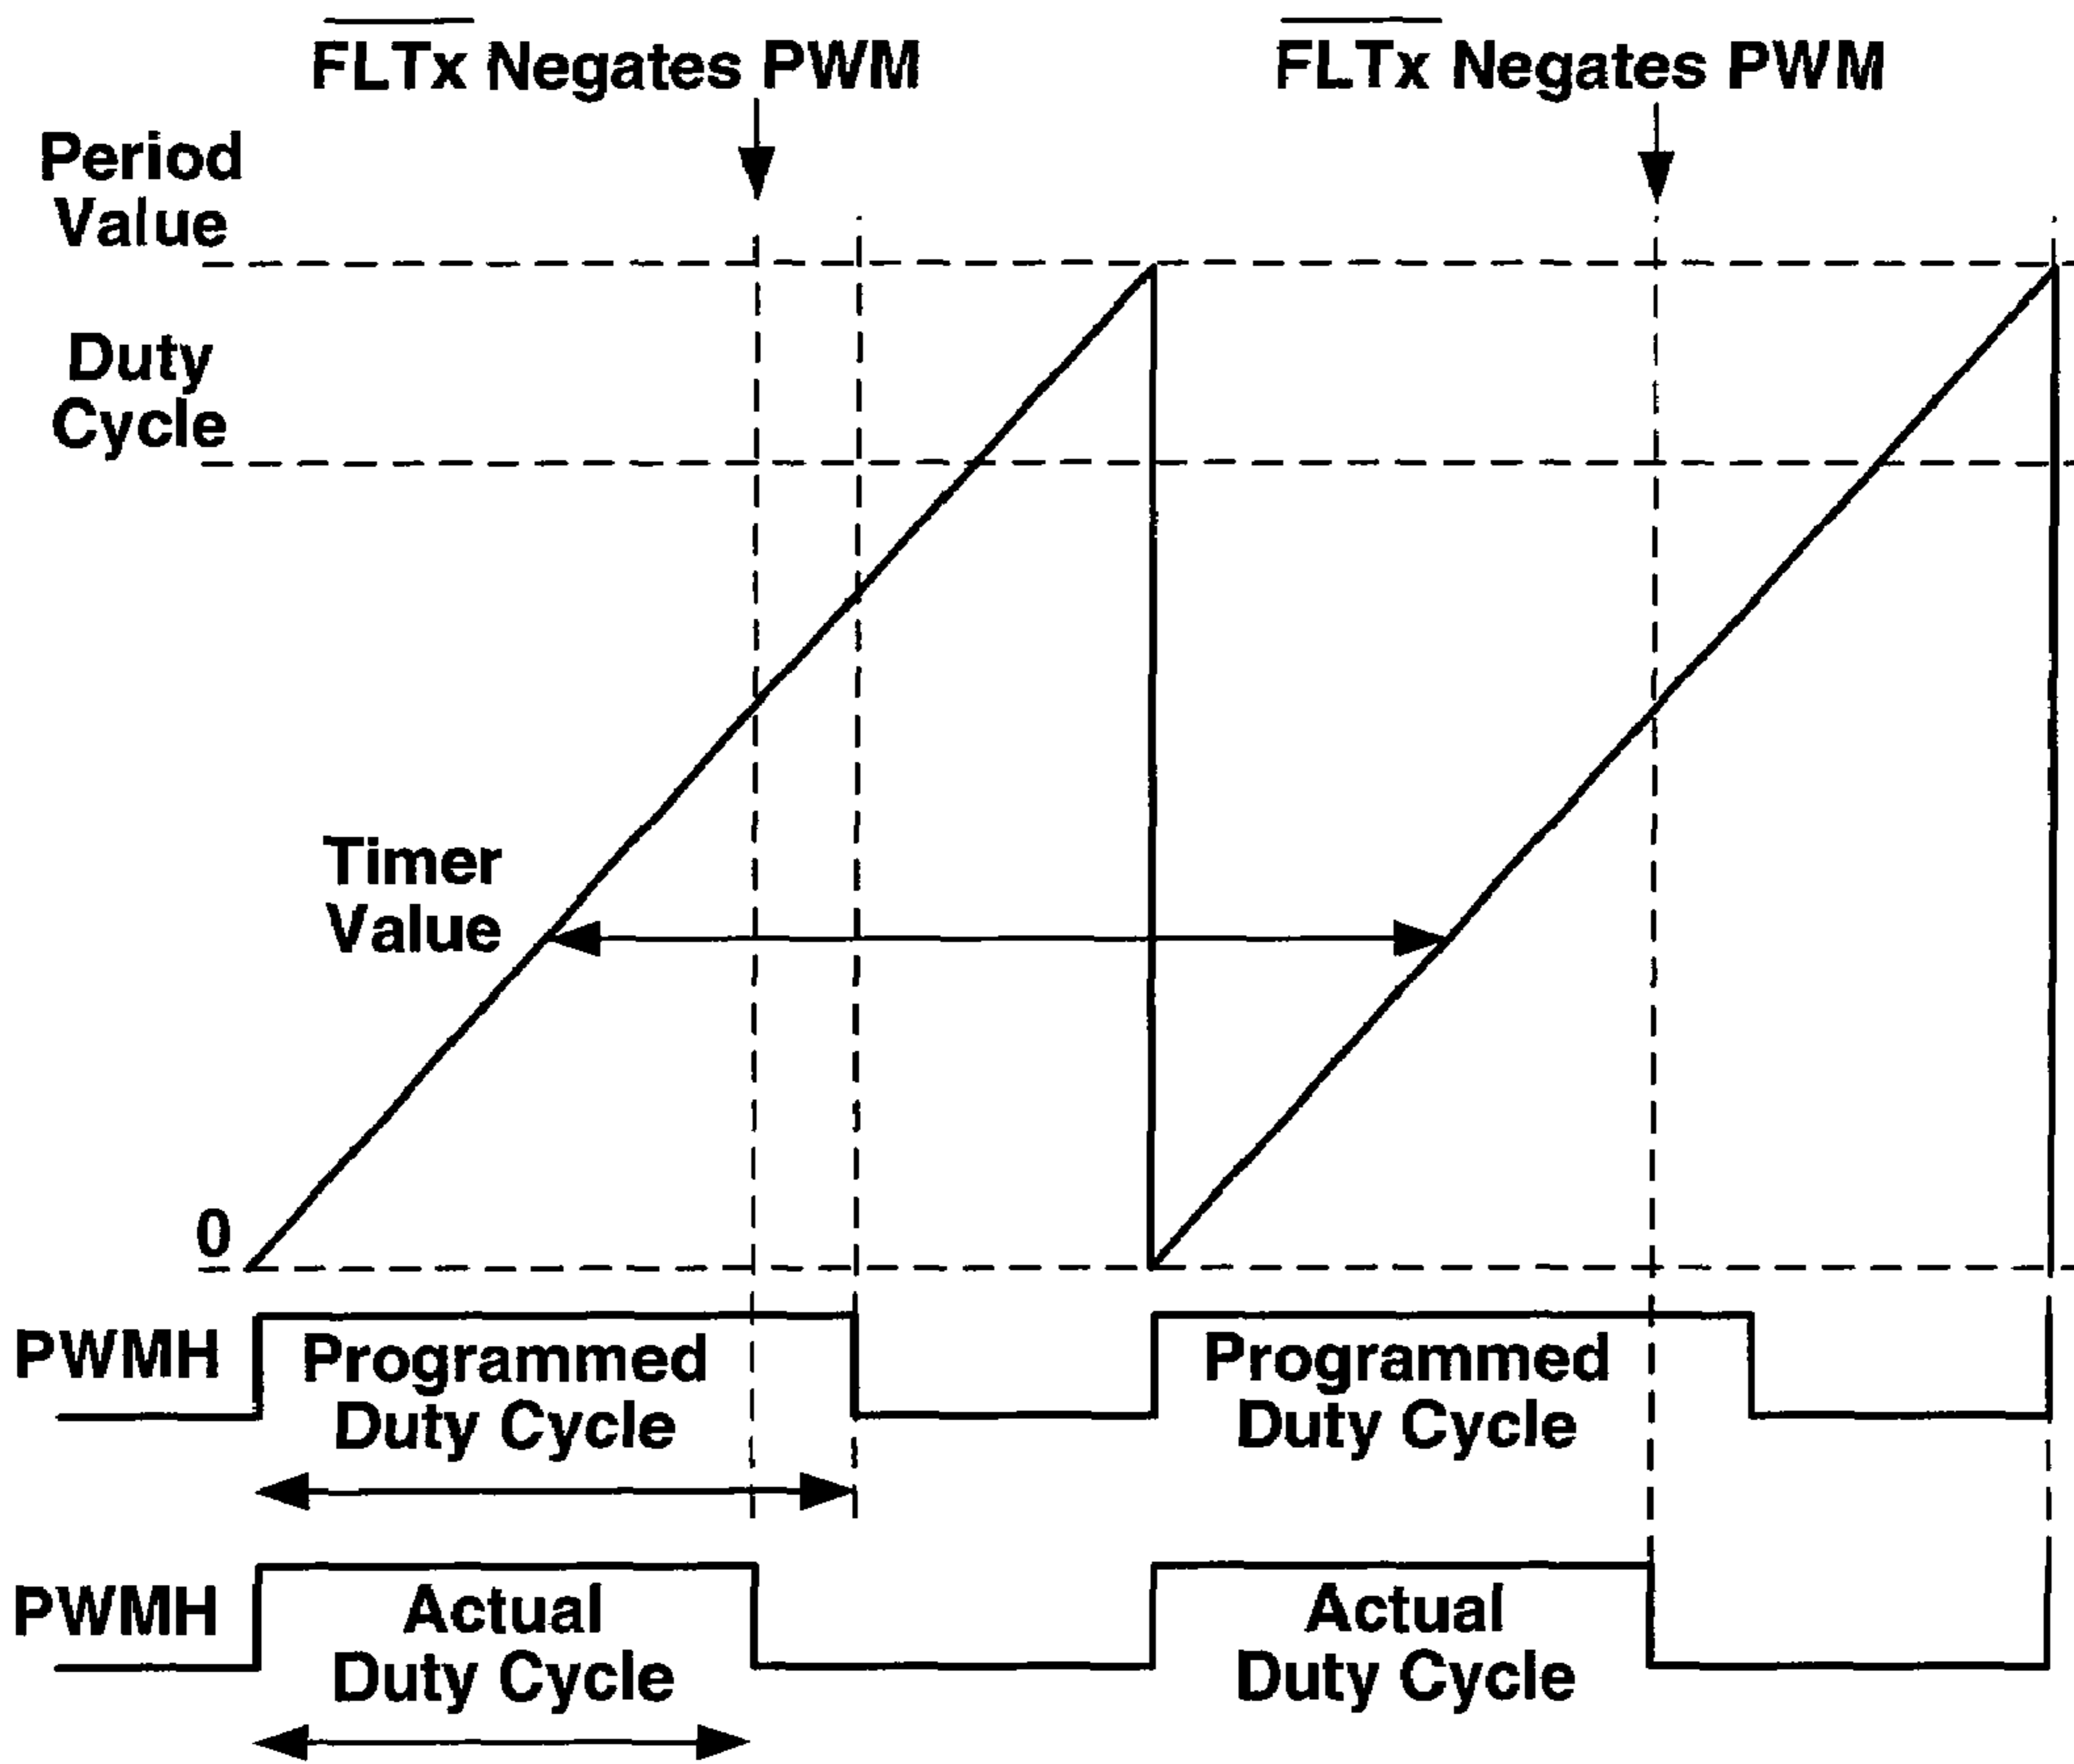 FLTx Negates PWM
FLTx Negates PWM
Period
Value
Duty
Cycle
Timer
Value
0
PWMH
Programmed
Duty Cycle
Programmed
Duty Cycle
PWMH
Actual
Duty Cycle
Actual
Duty Cycle